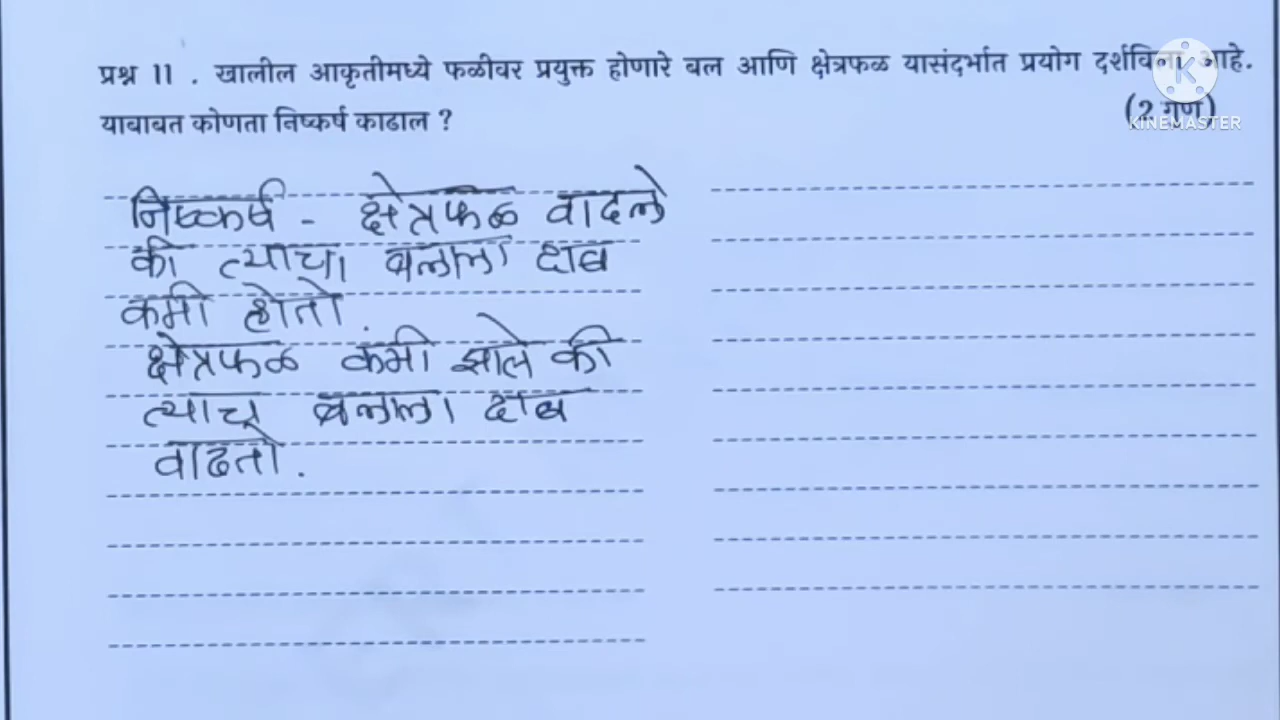 प्रश्न 11 . खालील आकृतीमध्ये फळीवर प्रयुक्त होणारे बल आणि क्षेत्रफळ यासंदर्भात प्रयोग दर्शविला आहे.
याबाबत कोणता निष्कर्ष काढाल ?
(2 गुण)
KINEMASTER
निष्कर्ष - क्षेत्रफळ वादले
की त्याचा बलाला दाब
कमी होतो.
क्षेत्रफळ कमी झाले की
त्याचा बलाला दाब
वाढतो.